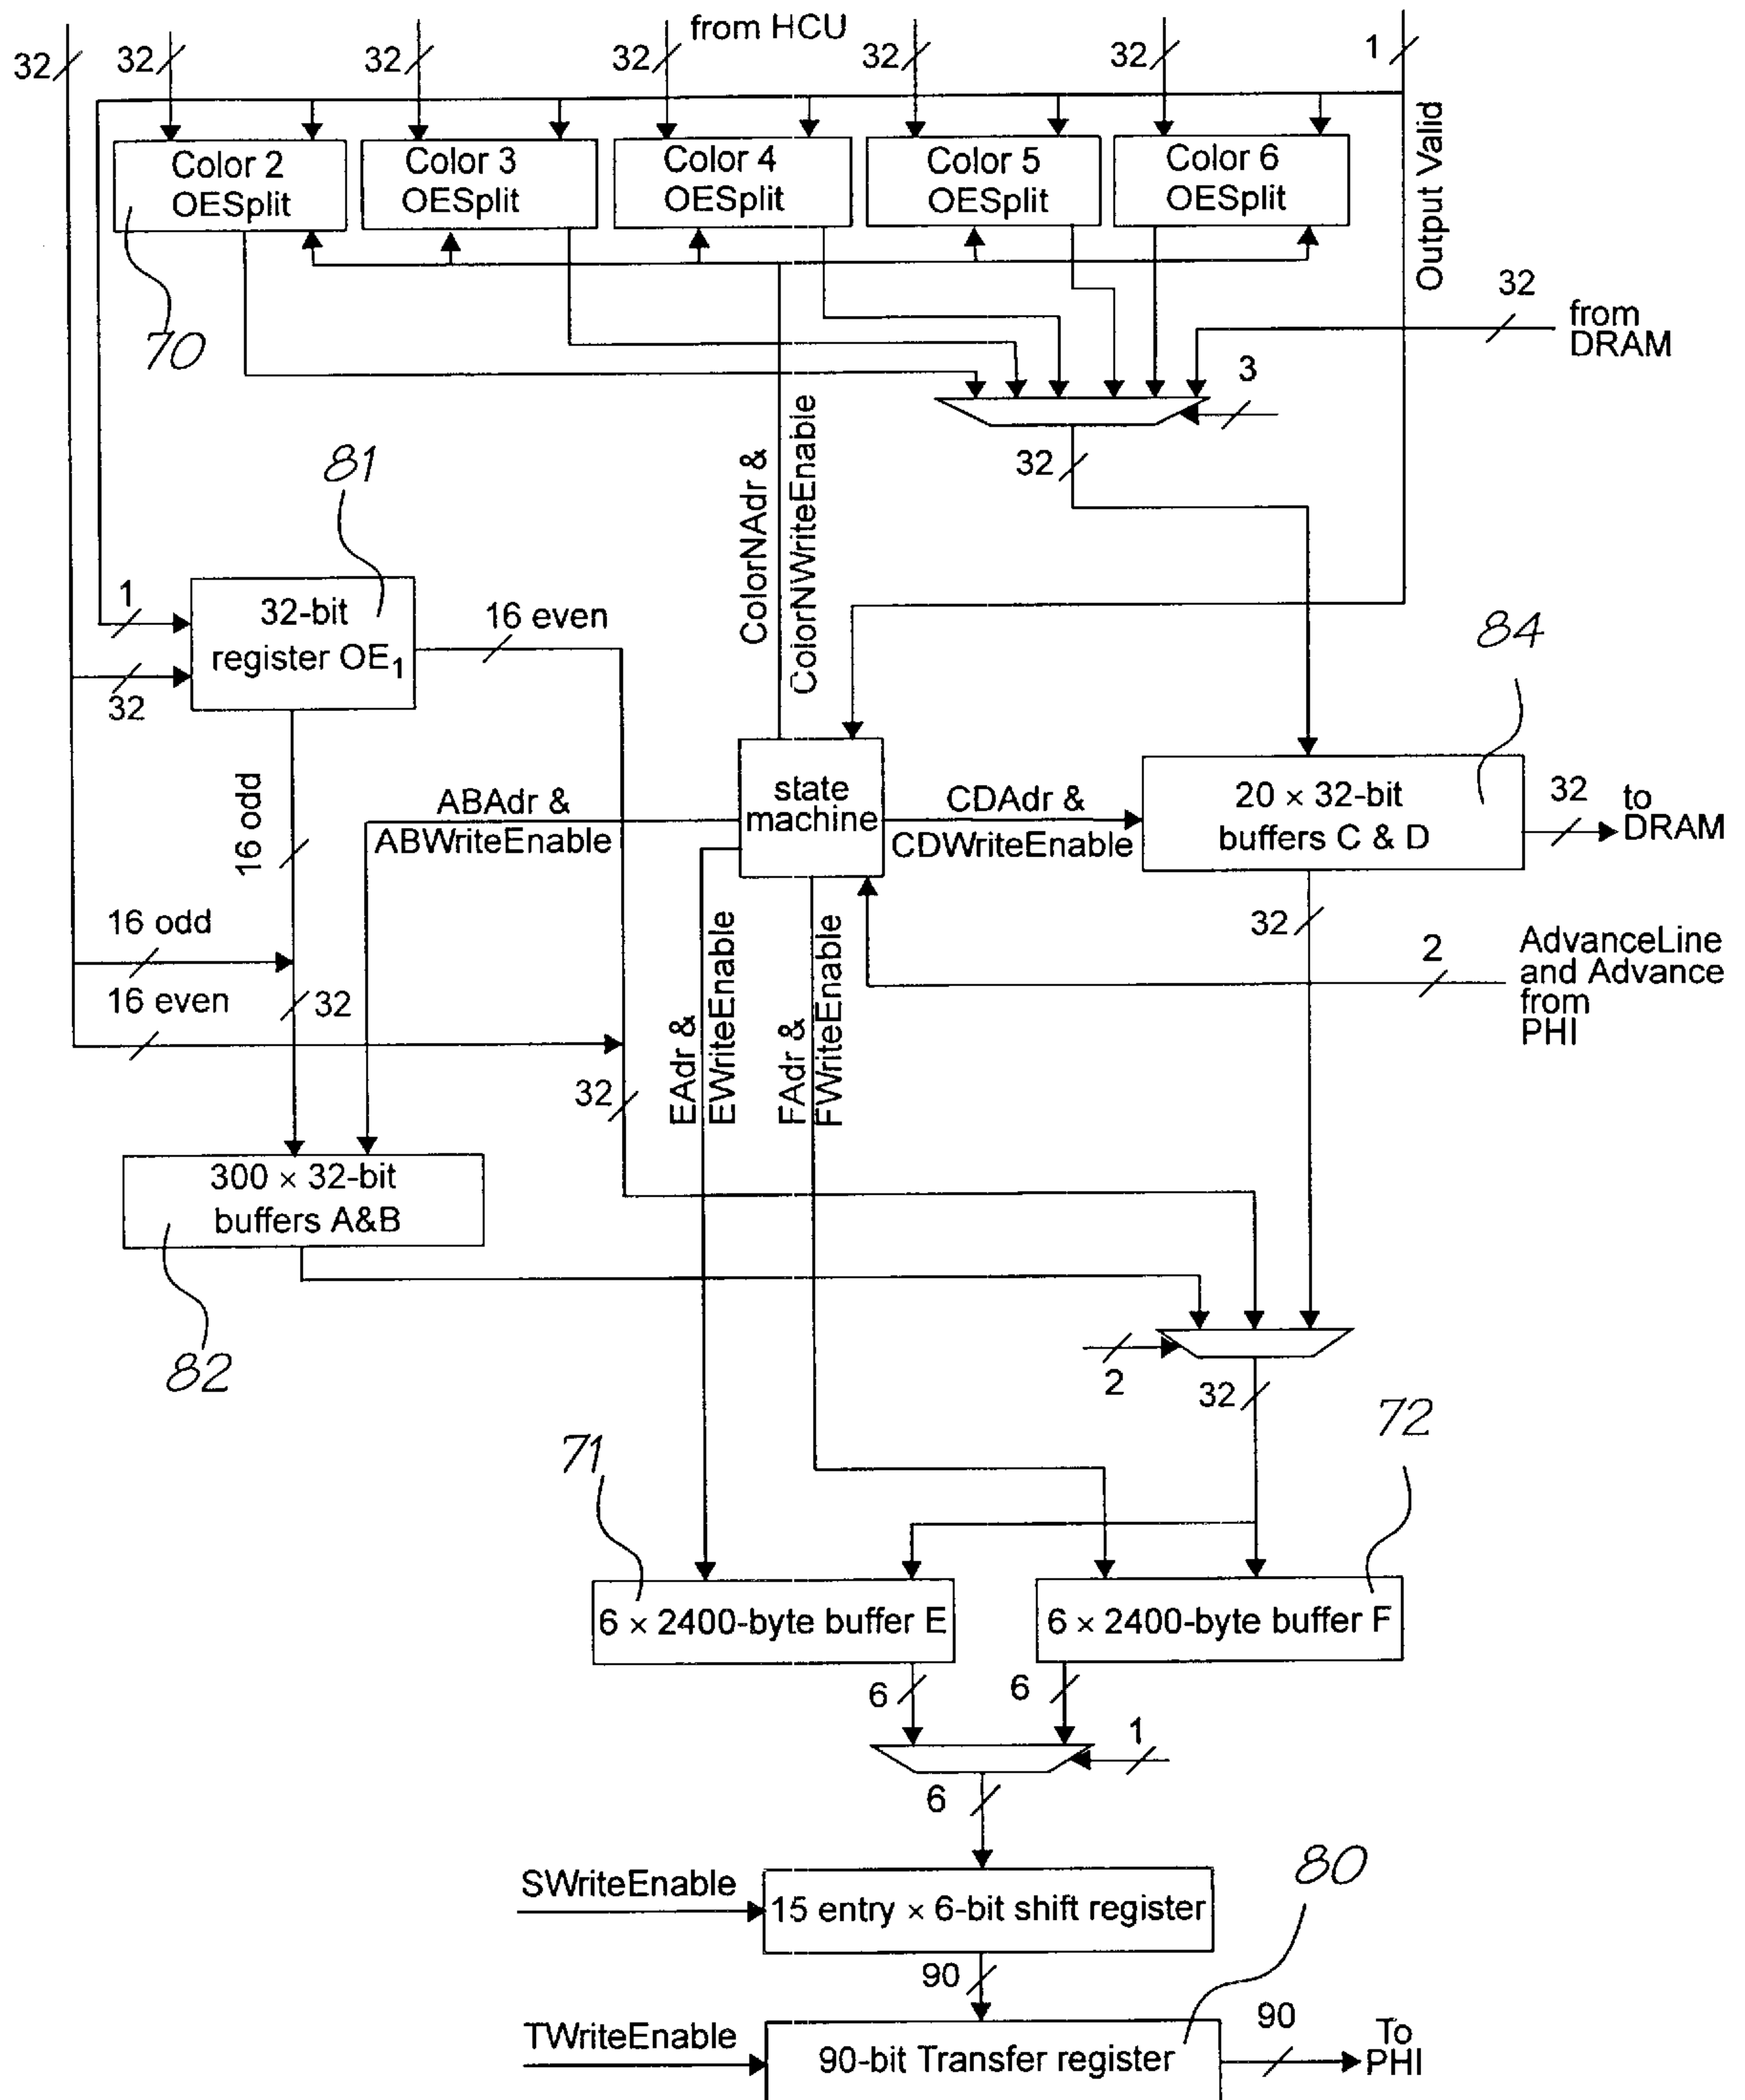 from HCU
32
32
32
32
32
32
1
Color 2
OESplit
Color 3
OESplit
Color 4
OESplit
Color 5
OESplit
Color 6
OESplit
Output Valid
70
32
from
DRAM
3
32
ColorNAdr &
ColorNWriteEnable
81
1
32-bit
register OE1
32
16 even
84
16 odd
ABAdr &
ABWriteEnable
state
machine
CDAdr &
CDWriteEnable
20 × 32-bit
buffers C & D
32
to
DRAM
16 odd
16 even
32
32
EAdr &
EWriteEnable
FAdr &
FWriteEnable
32
2
AdvanceLine
and Advance
from
PHI
300 × 32-bit
buffers A&B
82
2
32
71
72
6 × 2400-byte buffer E
6 × 2400-byte buffer F
6
6
1
6
80
SWriteEnable
15 entry × 6-bit shift register
90
TWriteEnable
90-bit Transfer register
90
To
PHI